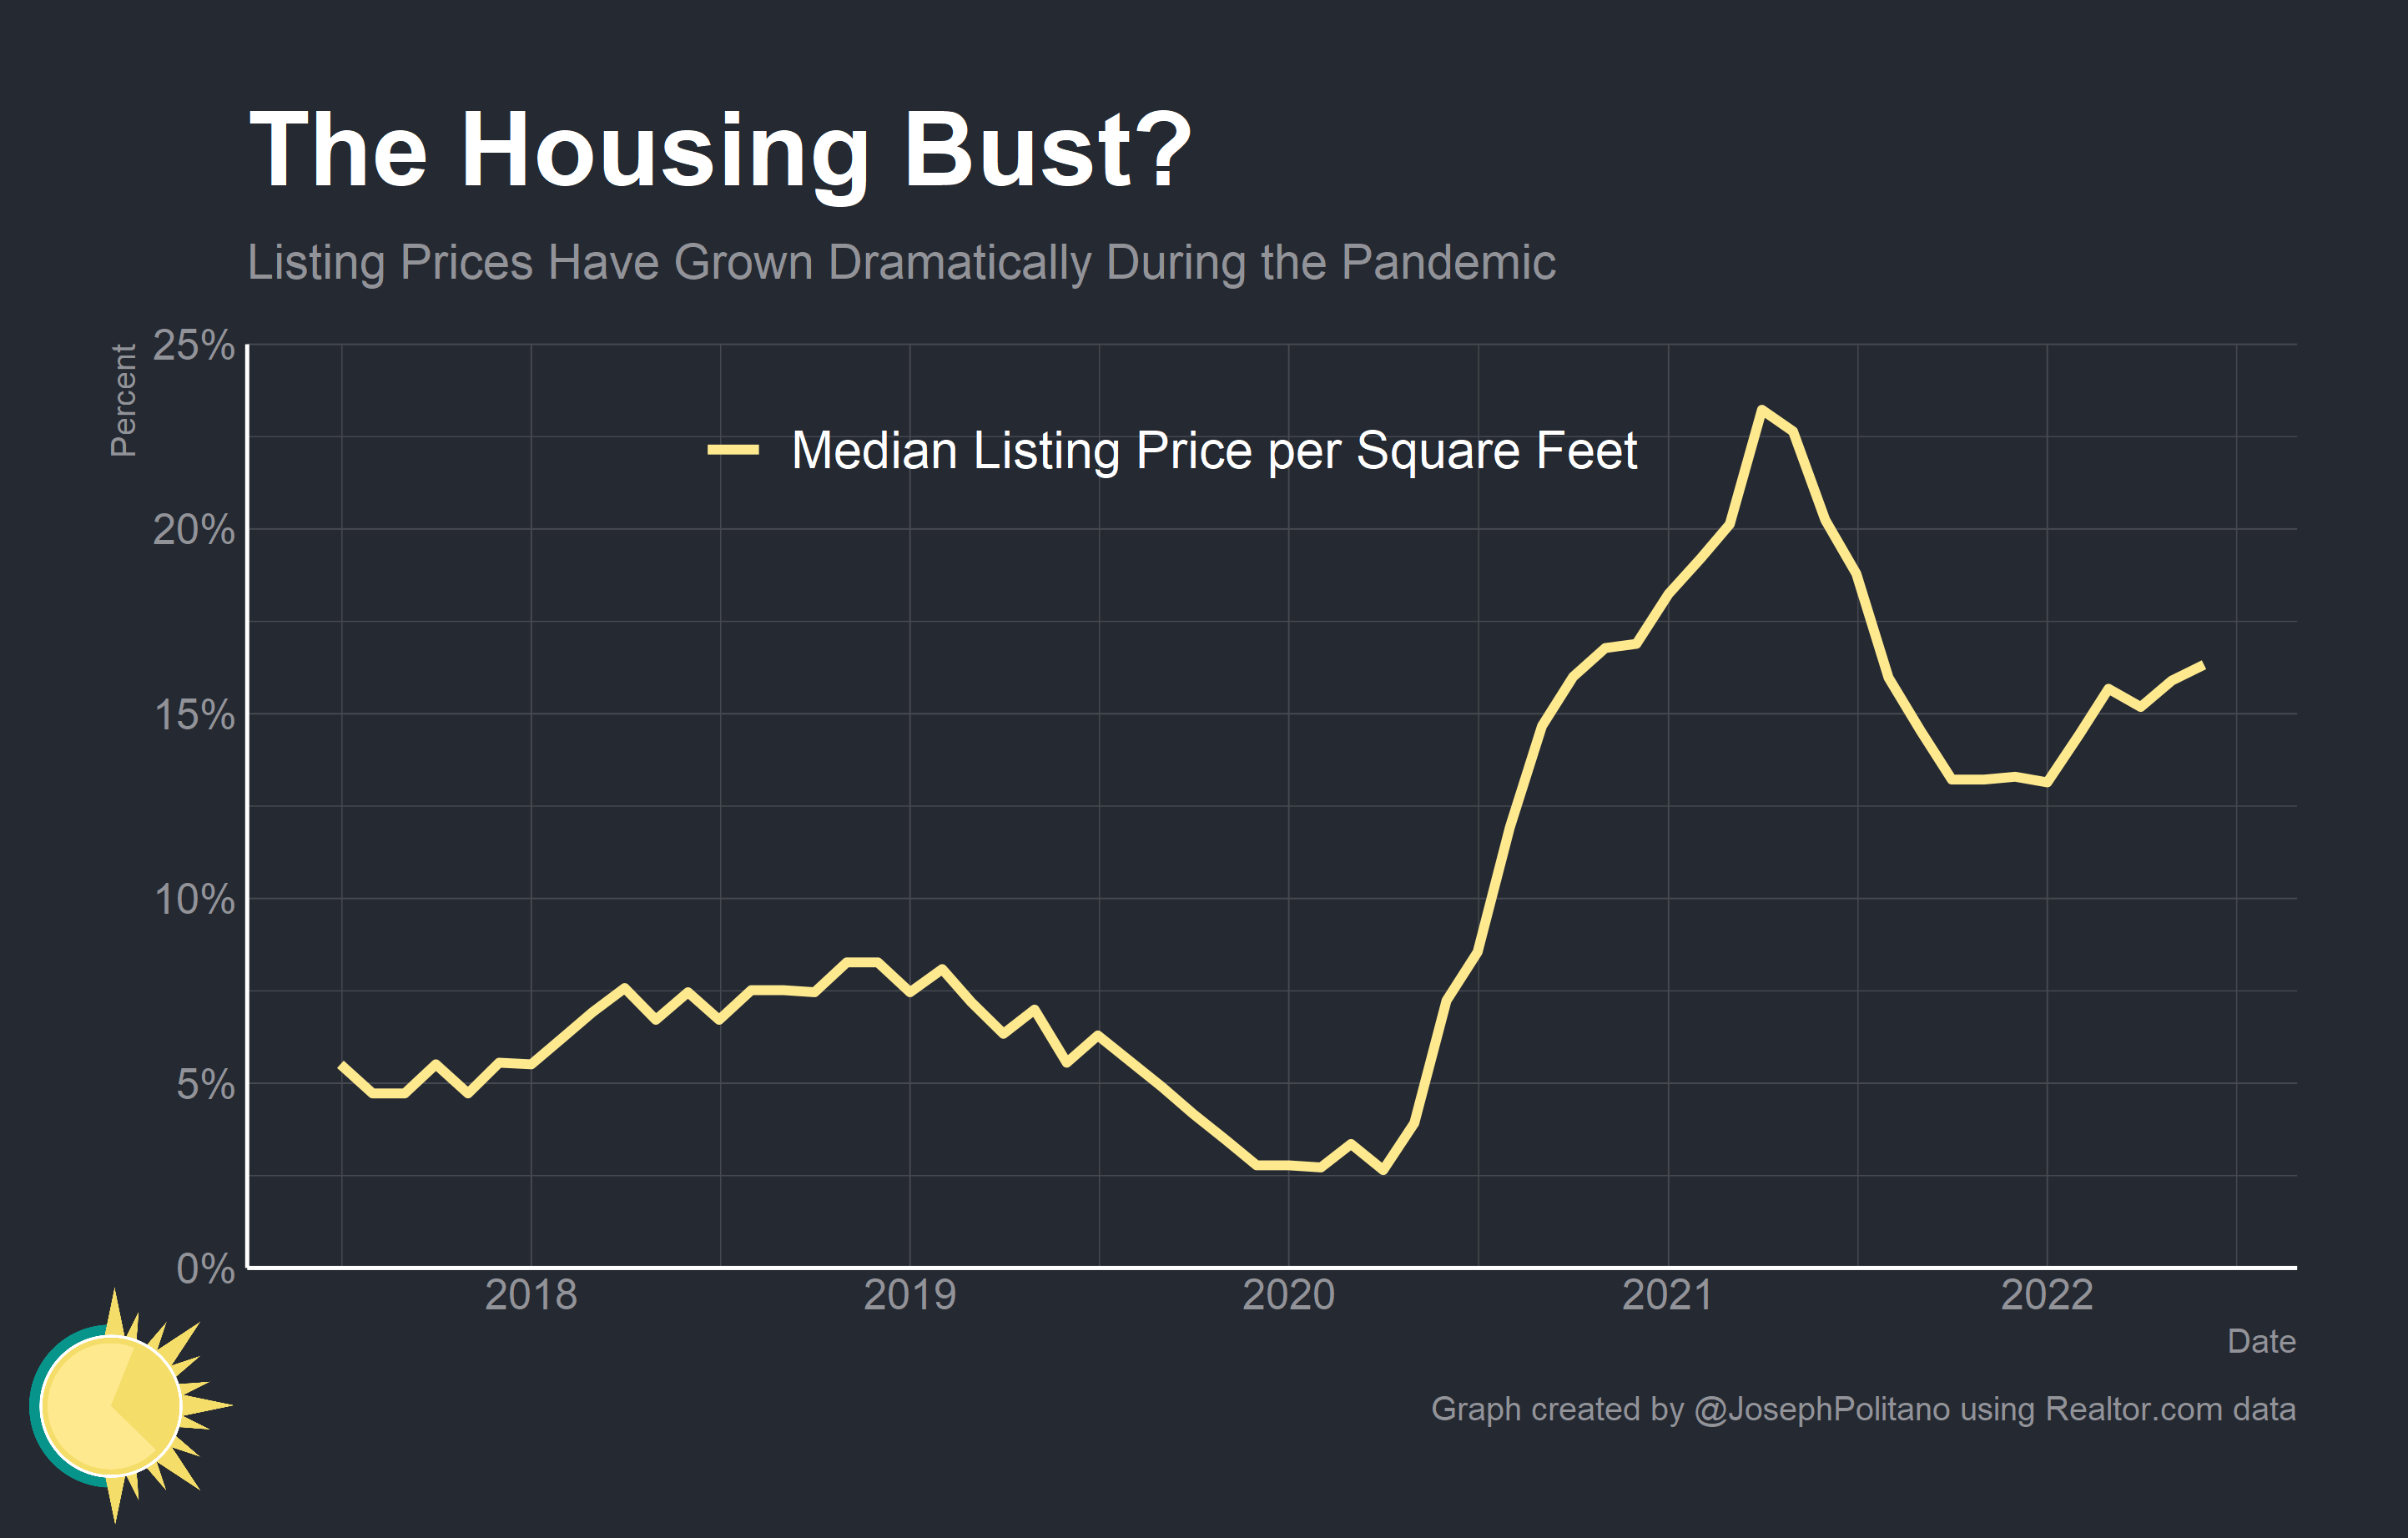 The Housing Bust?
Listing Prices Have Grown Dramatically During the Pandemic
Percent
25%
20%
15%
10%
5%
0%
Median Listing Price per Square Feet
2018 2019 2020 2021 2022
Date
Graph created by @JosephPolitano using Realtor.com data